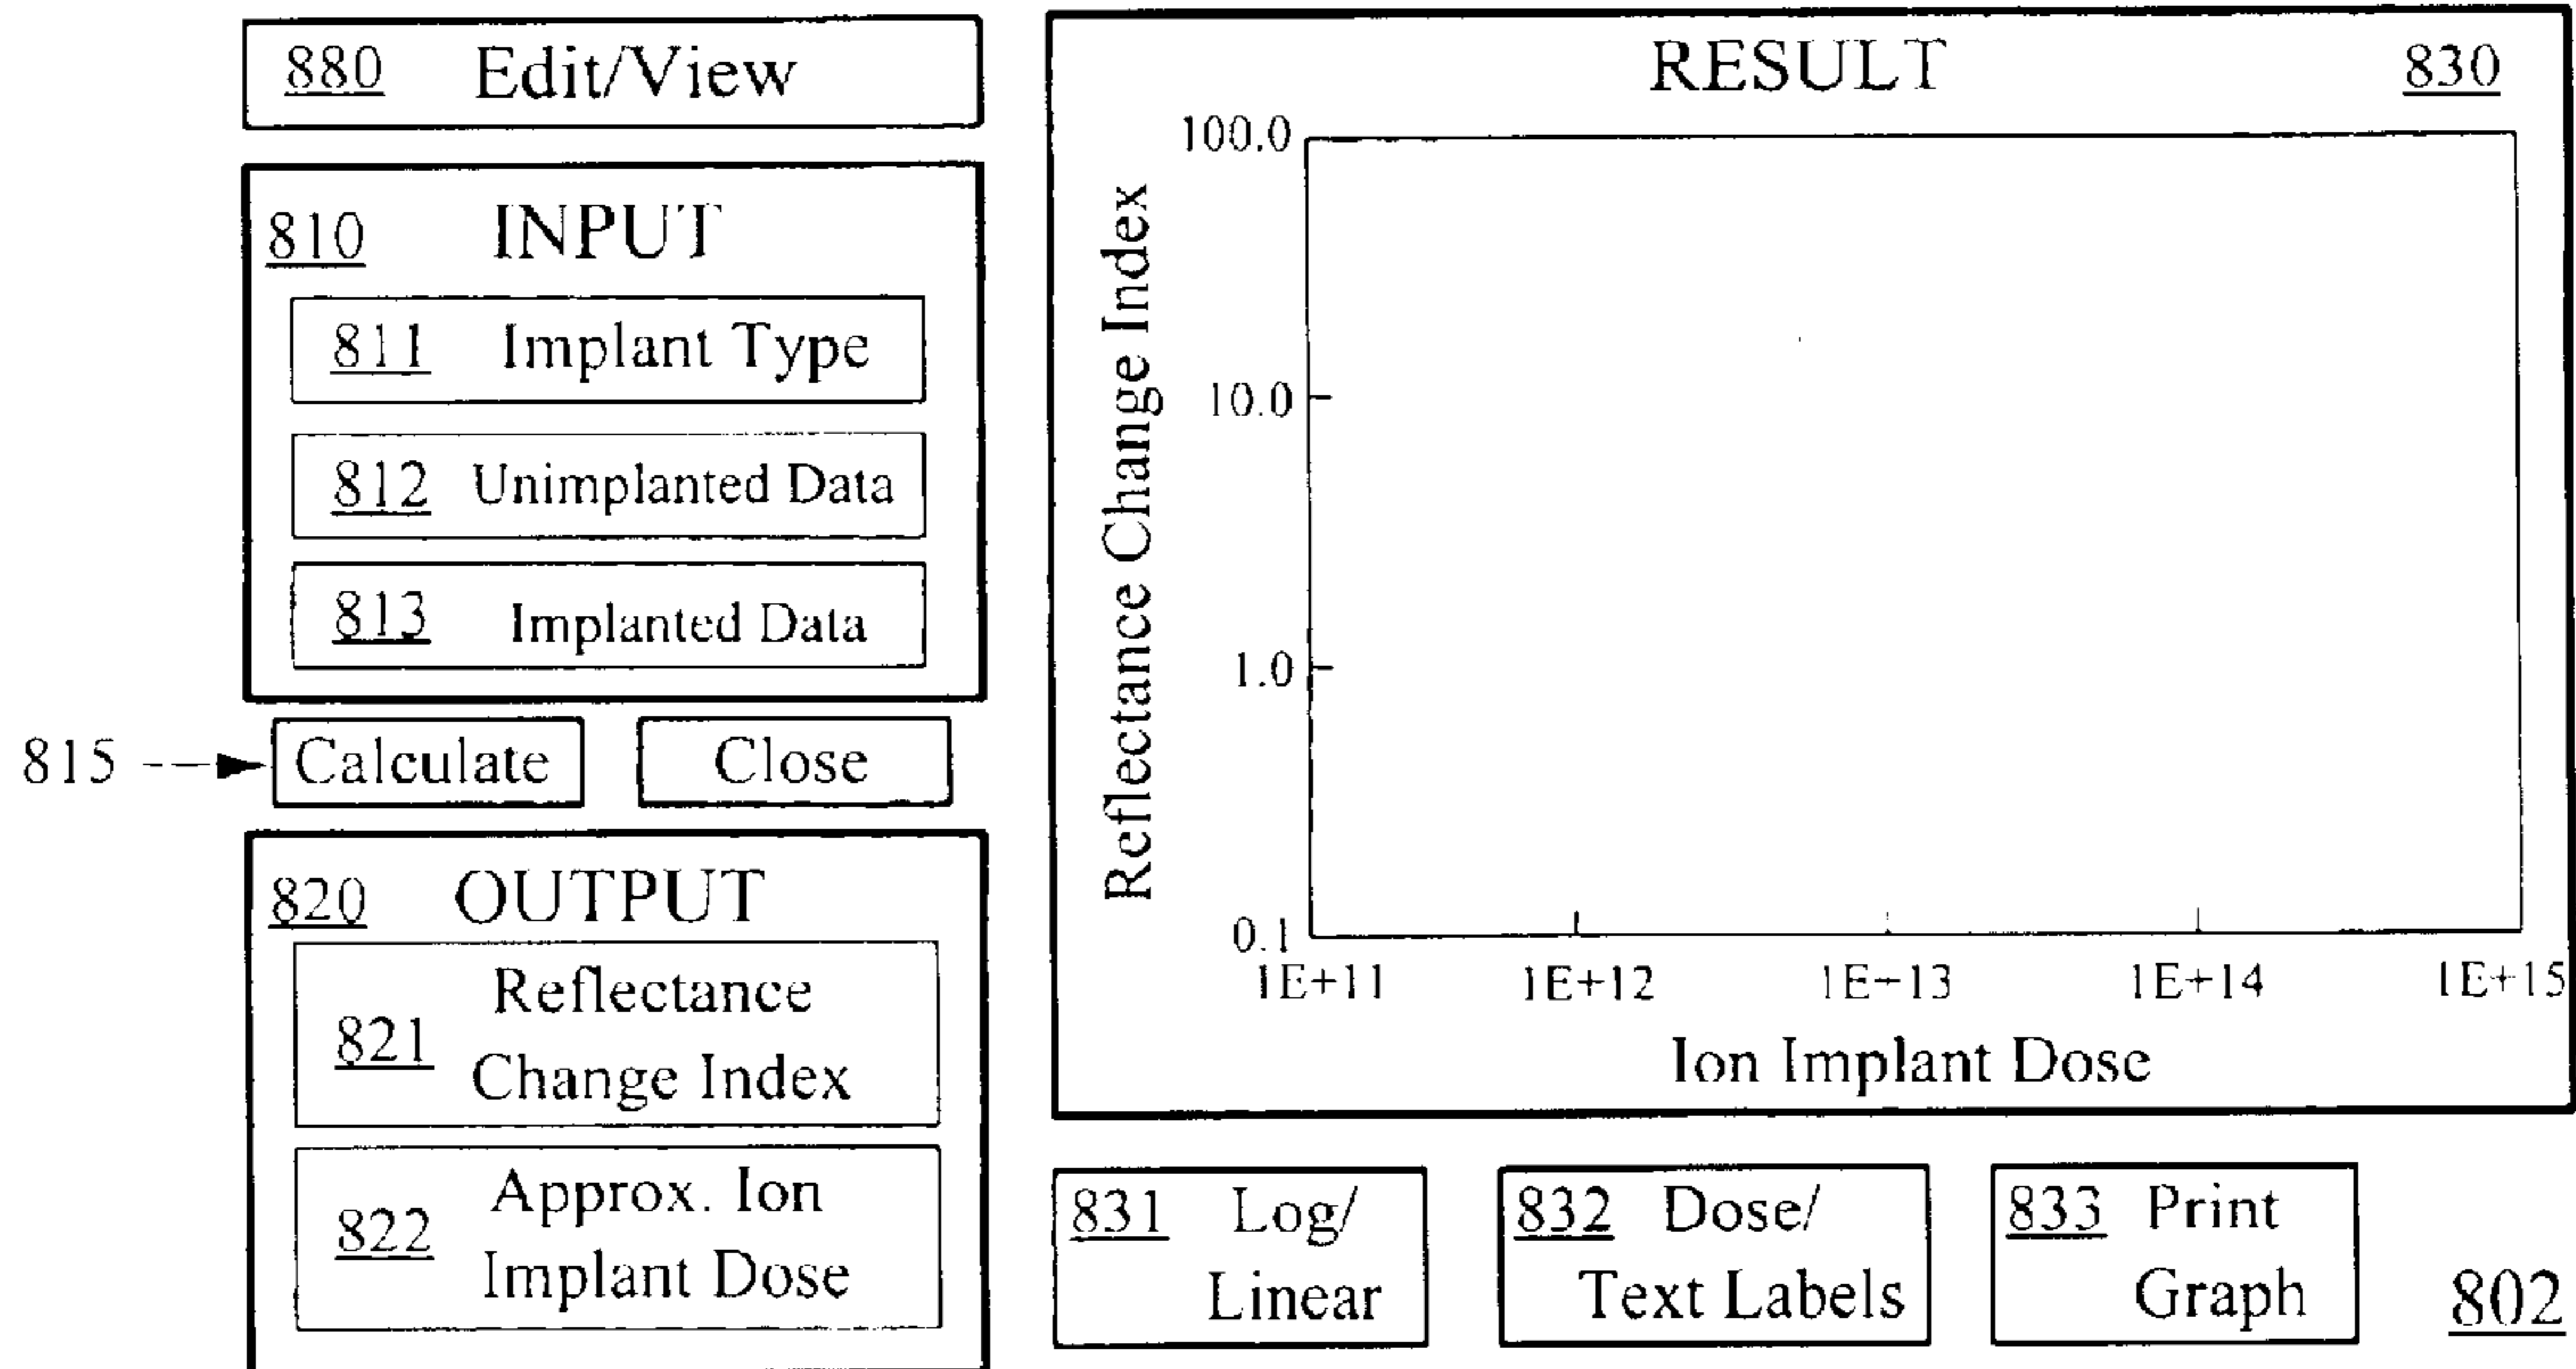 880 Edit/View
810 INPUT
811 Implant Type
812 Unimplanted Data
813 Implanted Data
815
Calculate
Close
820 OUTPUT
821 Reflectance
Change Index
822 Approx. Ion
Implant Dose
RESULT 830
Reflectance Change Index
100.0
10.0
1.0
0.1
1E+11 1E+12 1E+13 1E+14 1E+15
Ion Implant Dose
831 Log/
Linear
832 Dose/
Text Labels
833 Print
Graph
802